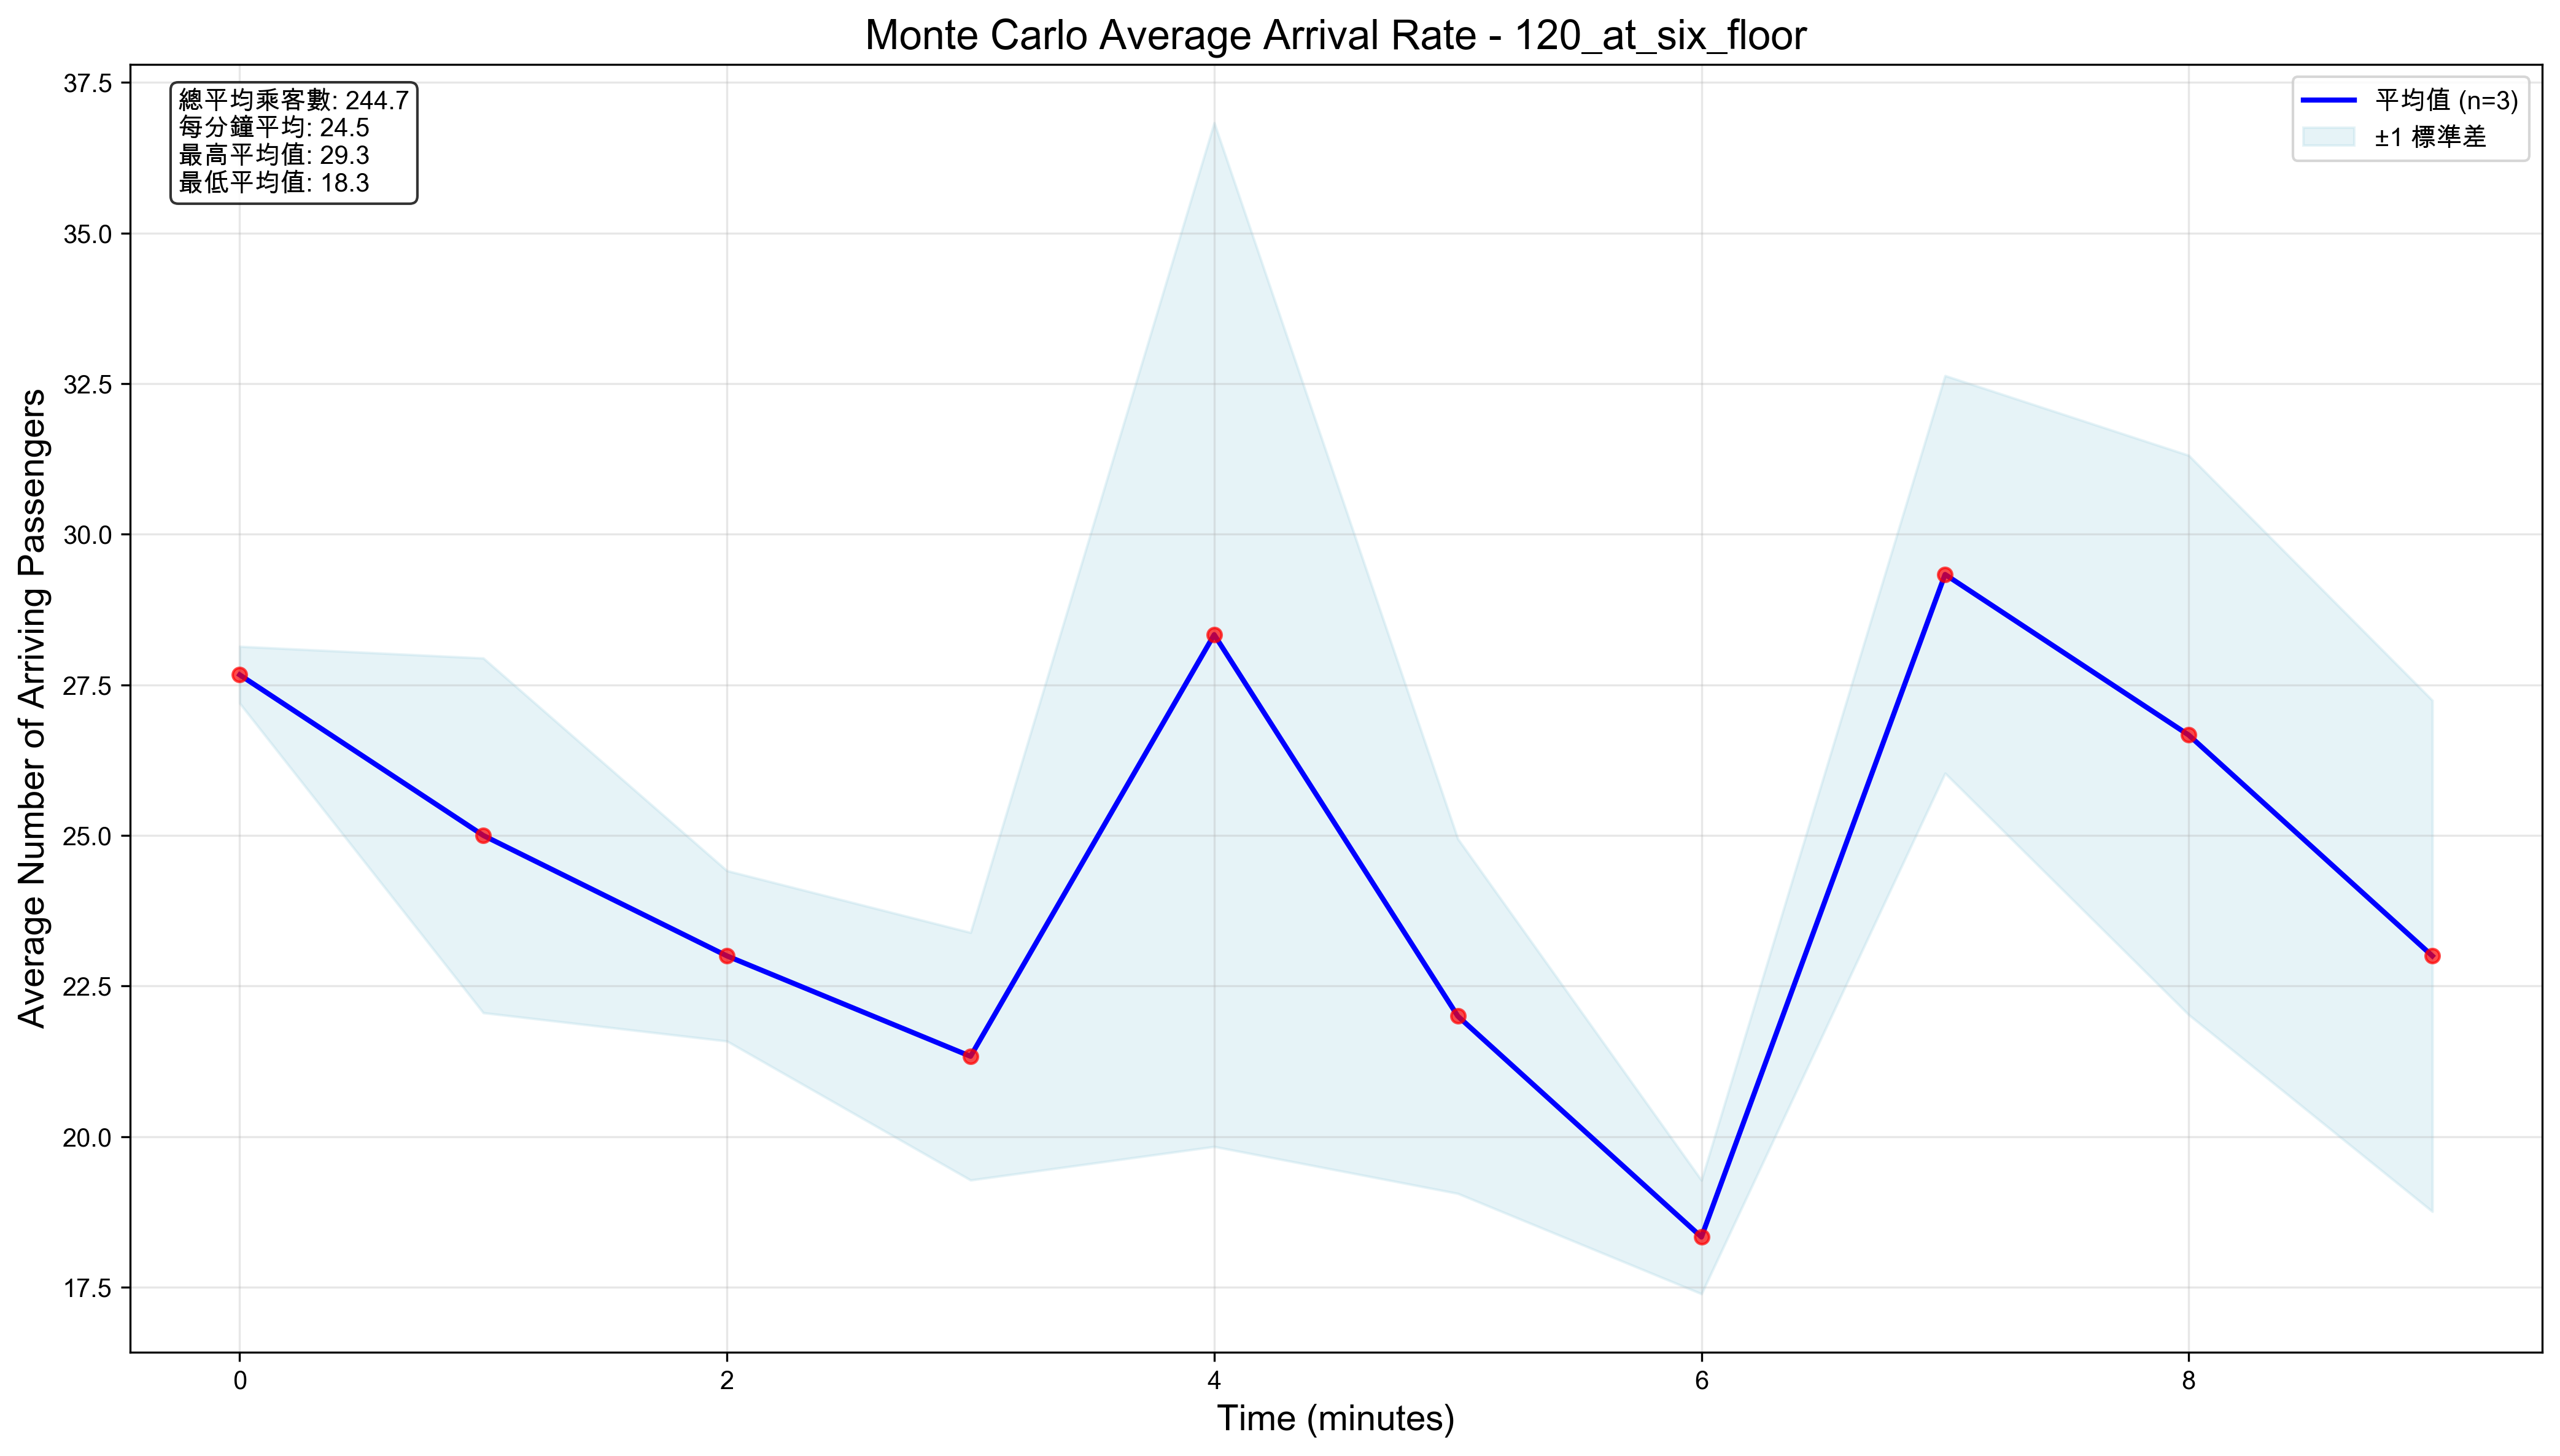 Monte Carlo Average Arrival Rate - 120_at_six_floor
總平均乘客數: 244.7
每分鐘平均: 24.5
最高平均值: 29.3
最低平均值: 18.3
平均值 (n=3)
±1 標準差
Average Number of Arriving Passengers
37.5
35.0
32.5
30.0
27.5
25.0
22.5
20.0
17.5
0
2
4
6
8
Time (minutes)